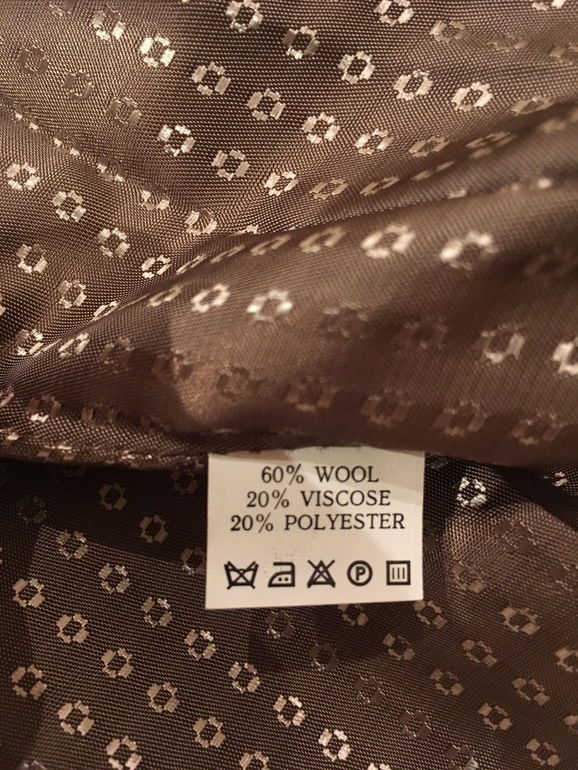 60% WOOL
20% VISCOSE
20% POLYESTER
P